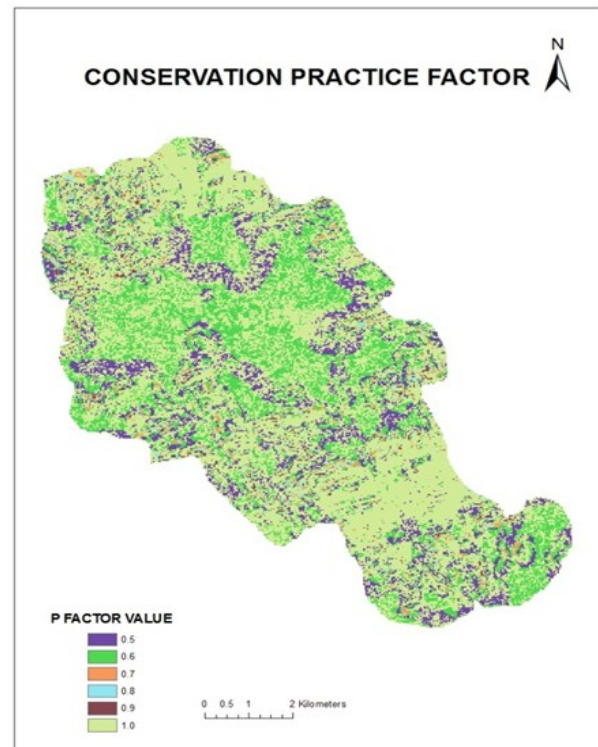 N
CONSERVATION PRACTICE FACTOR
P FACTOR VALUE
0.5
0.6
0.7
0.8
0.9
1.0
0 0.5 1 2 Kilometers